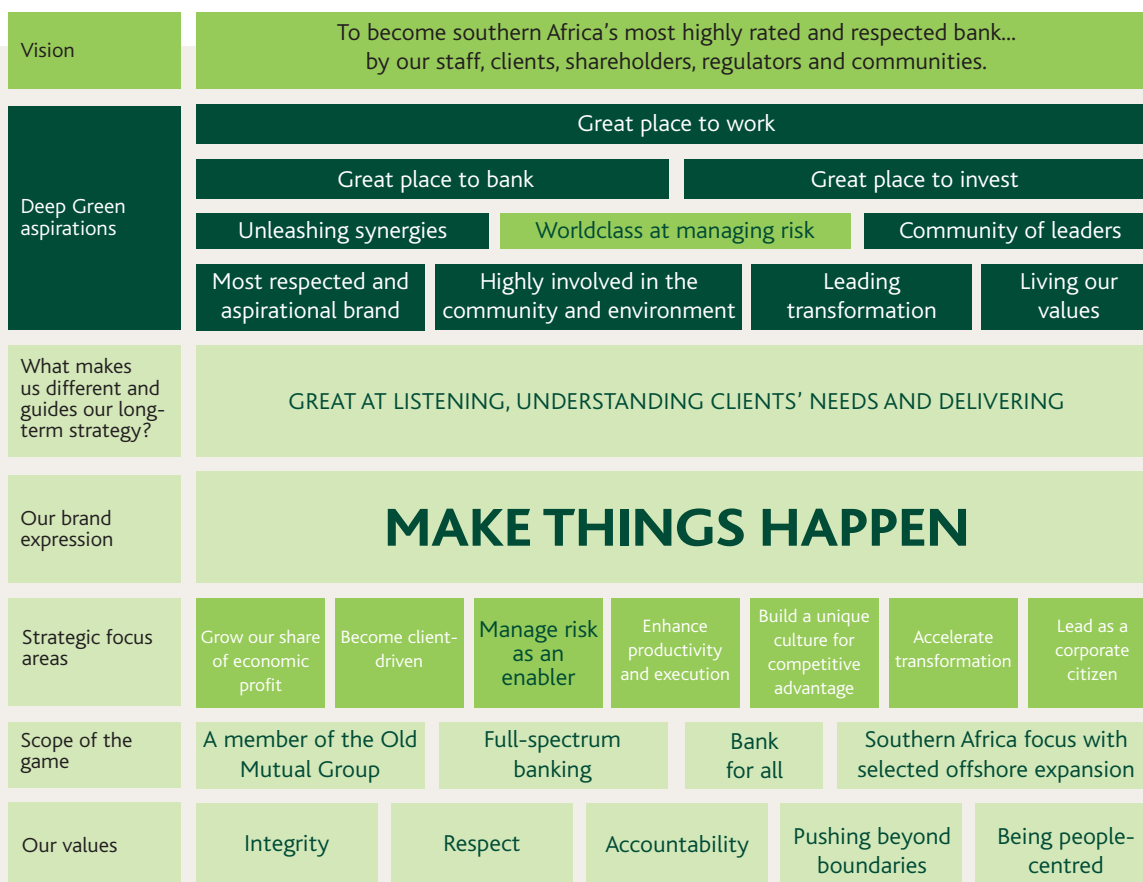 Vision
To become southern Africa's most highly rated and respected bank...
by our staff, clients, shareholders, regulators and communities.
Deep Green
aspirations
Great place to work
Great place to bank
Great place to invest
Unleashing synergies
Worldclass at managing risk
Community of leaders
Most respected and
aspirational brand
Highly involved in the
community and environment
Leading
transformation
Living our
values
What makes
us different and
guides our long-
term strategy?
GREAT AT LISTENING, UNDERSTANDING CLIENTS' NEEDS AND DELIVERING
Our brand
expression
MAKE THINGS HAPPEN
Strategic focus
areas
Grow our share
of economic
profit
Become client-
driven
Manage risk
as an
enabler
Enhance
productivity
and execution
Build a unique
culture for
competitive
advantage
Accelerate
transformation
Lead as a
corporate
citizen
Scope of the
game
A member of the Old
Mutual Group
Full-spectrum
banking
Bank
for all
Southern Africa focus with
selected offshore expansion
Our values
Integrity
Respect
Accountability
Pushing beyond
boundaries
Being people-
centred